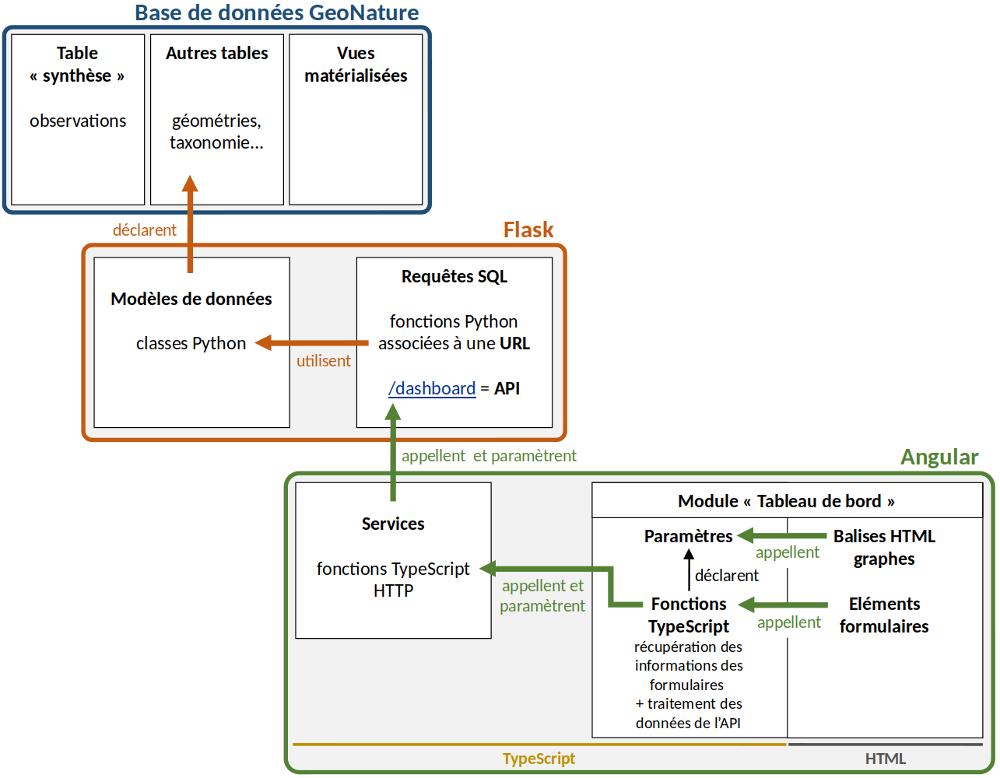 Base de données GeoNature
Table
« synthèse »
observations
Autres tables
géométries,
taxonomie...
Vues
matérialisées
déclarent
Flask
Modèles de données
classes Python
utilisent
Requêtes SQL
fonctions Python
associées à une URL
/dashboard = API
appellent et paramètrent
Angular
Services
fonctions TypeScript
HTTP
appellent et
paramètrent
Module « Tableau de bord »
Paramètres
appellent
Balises HTML
graphes
déclarent
Fonctions
TypeScript
récupération des
informations des
formulaires
+ traitement des
données de l'API
appellent
Eléments
formulaires
TypeScript
HTML